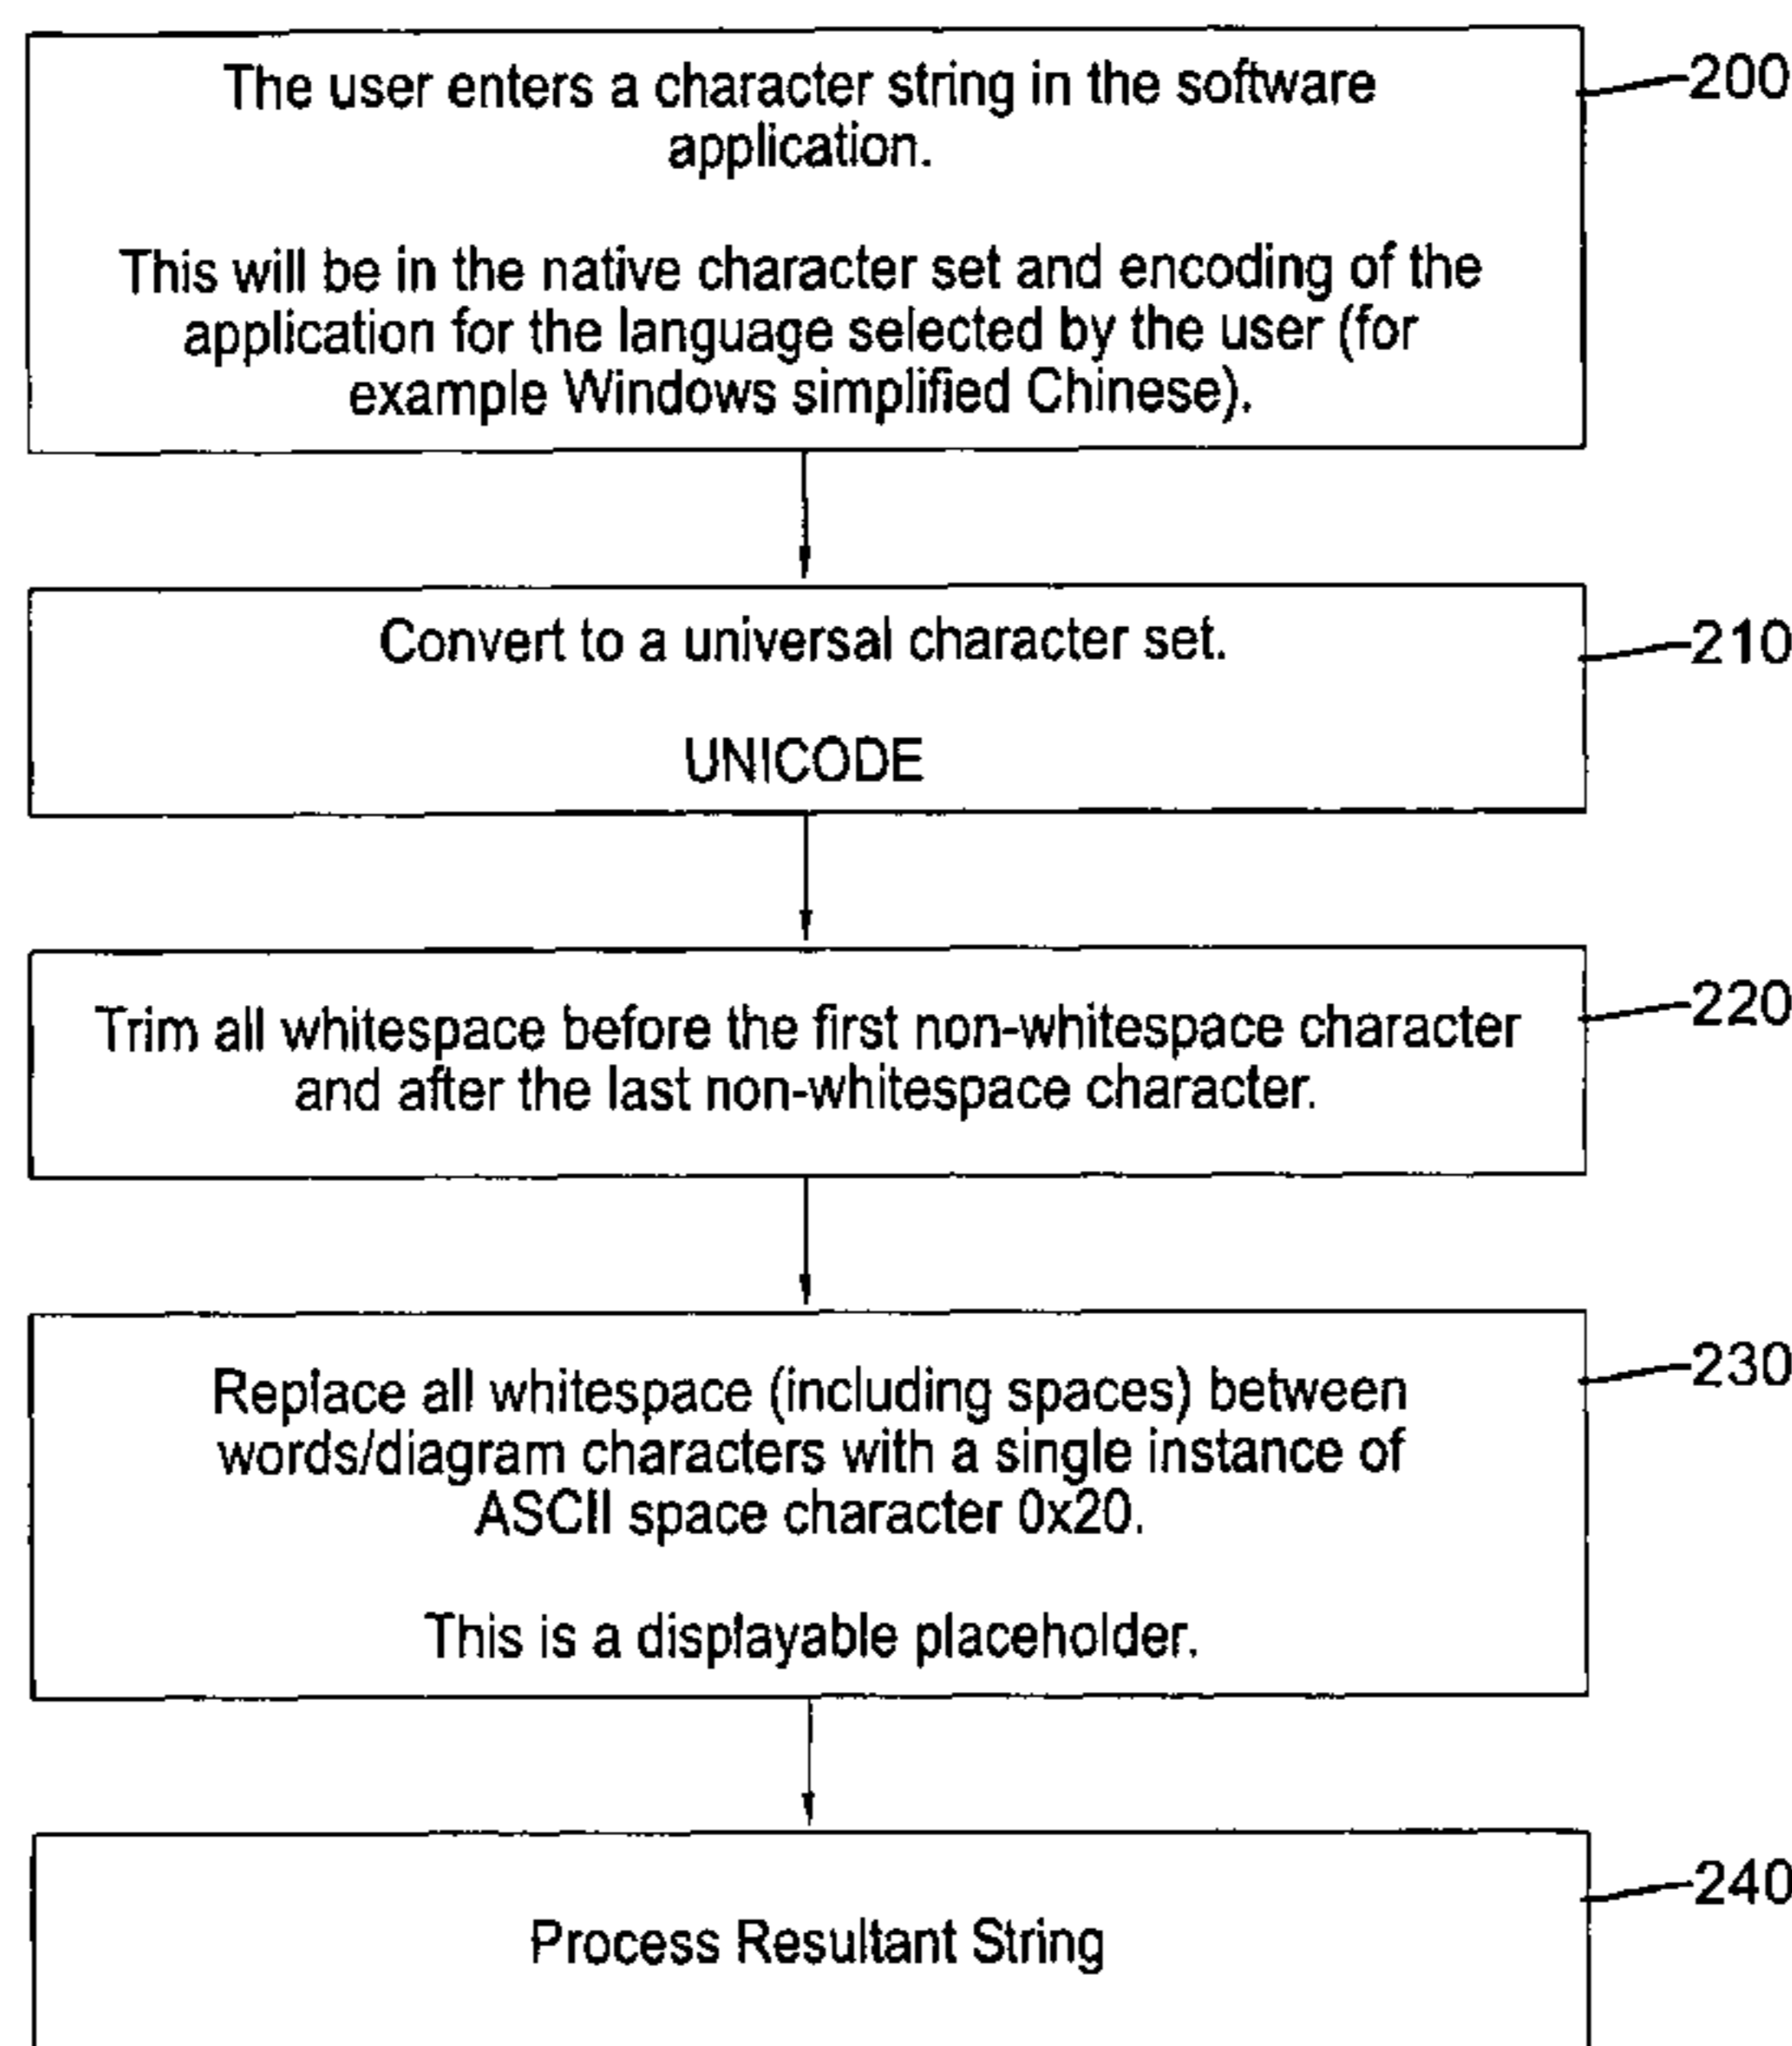 The user enters a character string in the software
application.
200
This will be in the native character set and encoding of the
application for the language selected by the user (for
example Windows simplified Chinese).
Convert to a universal character set.
210
UNICODE
Trim all whitespace before the first non-whitespace character
and after the last non-whitespace character.
220
Replace all whitespace (including spaces) between
words/diagram characters with a single instance of
ASCII space character 0x20.
230
This is a displayable placeholder.
Process Resultant String
240